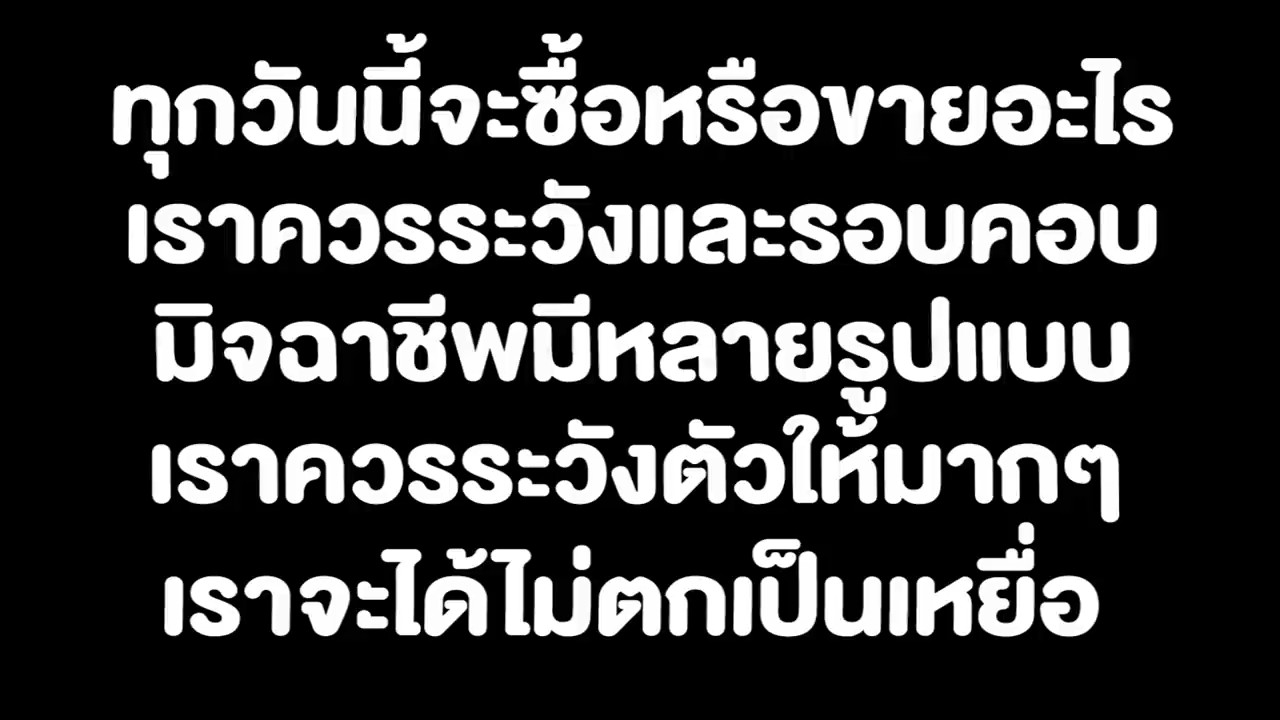 ทุกวันนี้จะซื้อหรือขายอะไร
เราควรระวังและรอบคอบ
มิจฉาชีพมีหลายรูปแบบ
เราควรระวังตัวให้มากๆ
เราจะได้ไม่ตกเป็นเหยื่อ